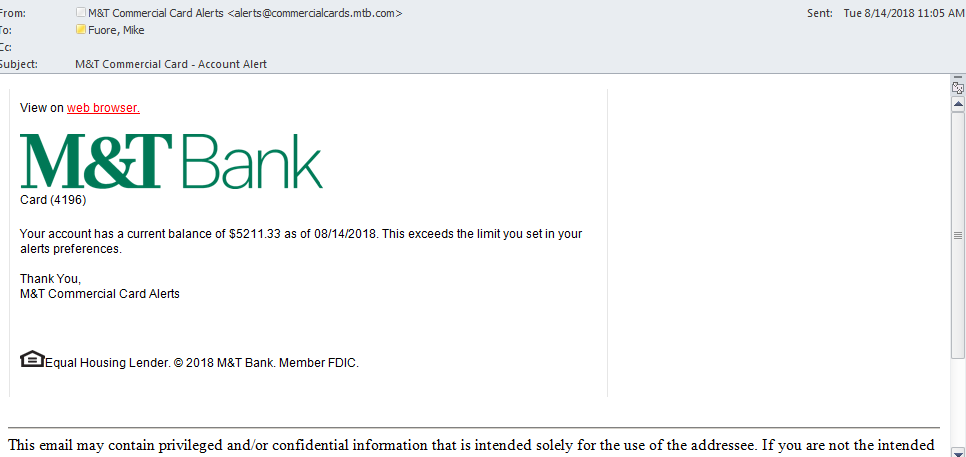 From: M&T Commercial Card Alerts <alerts@commercialcards.mtb.com> Sent: Tue 8/14/2018 11:05 AM
To: Fuore, Mike
Cc:
Subject: M&T Commercial Card - Account Alert
View on web browser.
M&T Bank
Card (4196)
Your account has a current balance of $5211.33 as of 08/14/2018. This exceeds the limit you set in your
alerts preferences.
Thank You,
M&T Commercial Card Alerts
Equal Housing Lender. © 2018 M&T Bank. Member FDIC.
This email may contain privileged and/or confidential information that is intended solely for the use of the addressee. If you are not the intended